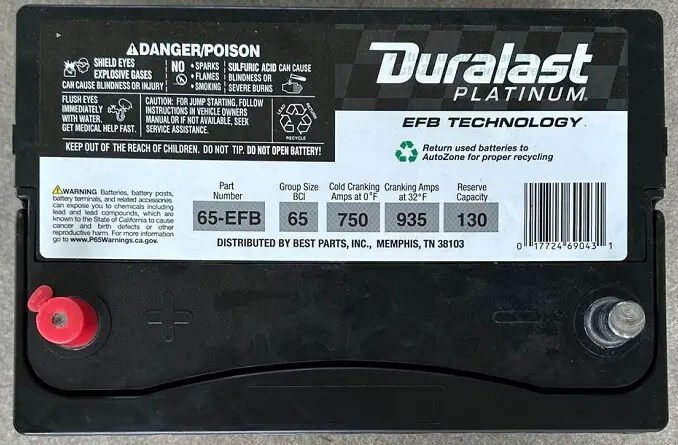 ⚠DANGER/POISON
SHIELD EYES
EXPLOSIVE GASES
CAN CAUSE BLINDNESS OR INJURY
NO
• SPARKS
• FLAMES
• SMOKING
SULFURIC ACID CAN CAUSE
BLINDNESS OR
SEVERE BURNS
FLUSH EYES
IMMEDIATELY
WITH WATER.
GET MEDICAL HELP FAST.
CAUTION: FOR JUMP STARTING, FOLLOW
INSTRUCTIONS IN VEHICLE OWNERS
MANUAL OR IF NOT AVAILABLE, SEEK
SERVICE ASSISTANCE.
LEAD
RETURN
RECYCLE
KEEP OUT OF THE REACH OF CHILDREN. DO NOT TIP. DO NOT OPEN BATTERY!
Duralast
PLATINUM®
EFB TECHNOLOGY.
Return used batteries to
AutoZone for proper recycling
⚠WARNING Batteries, battery posts,
battery terminals, and related accessories
can expose you to chemicals including
lead and lead compounds, which are
known to the State of California to cause
cancer and birth defects or other
reproductive harm. For more information
go to www.P65Warnings.ca.gov.
Part
Number
65-EFB
Group Size
BCI
65
Cold Cranking
Amps at 0°F
750
Cranking Amps
at 32°F
935
Reserve
Capacity
130
DISTRIBUTED BY BEST PARTS, INC., MEMPHIS, TN 38103
0 17724 69043 1
+
−